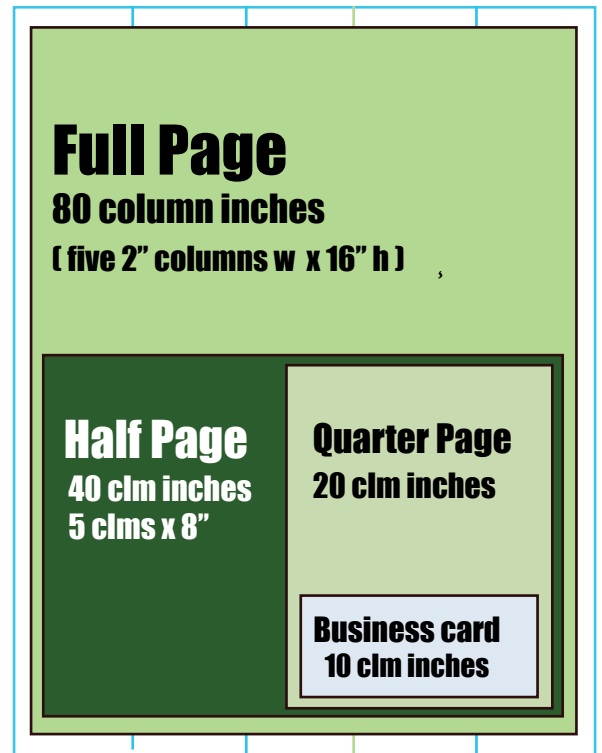 Full Page
80 column inches
( five 2” columns w x 16” h )
Half Page
40 clm inches
5 clms x 8”
Quarter Page
20 clm inches
Business card
10 clm inches